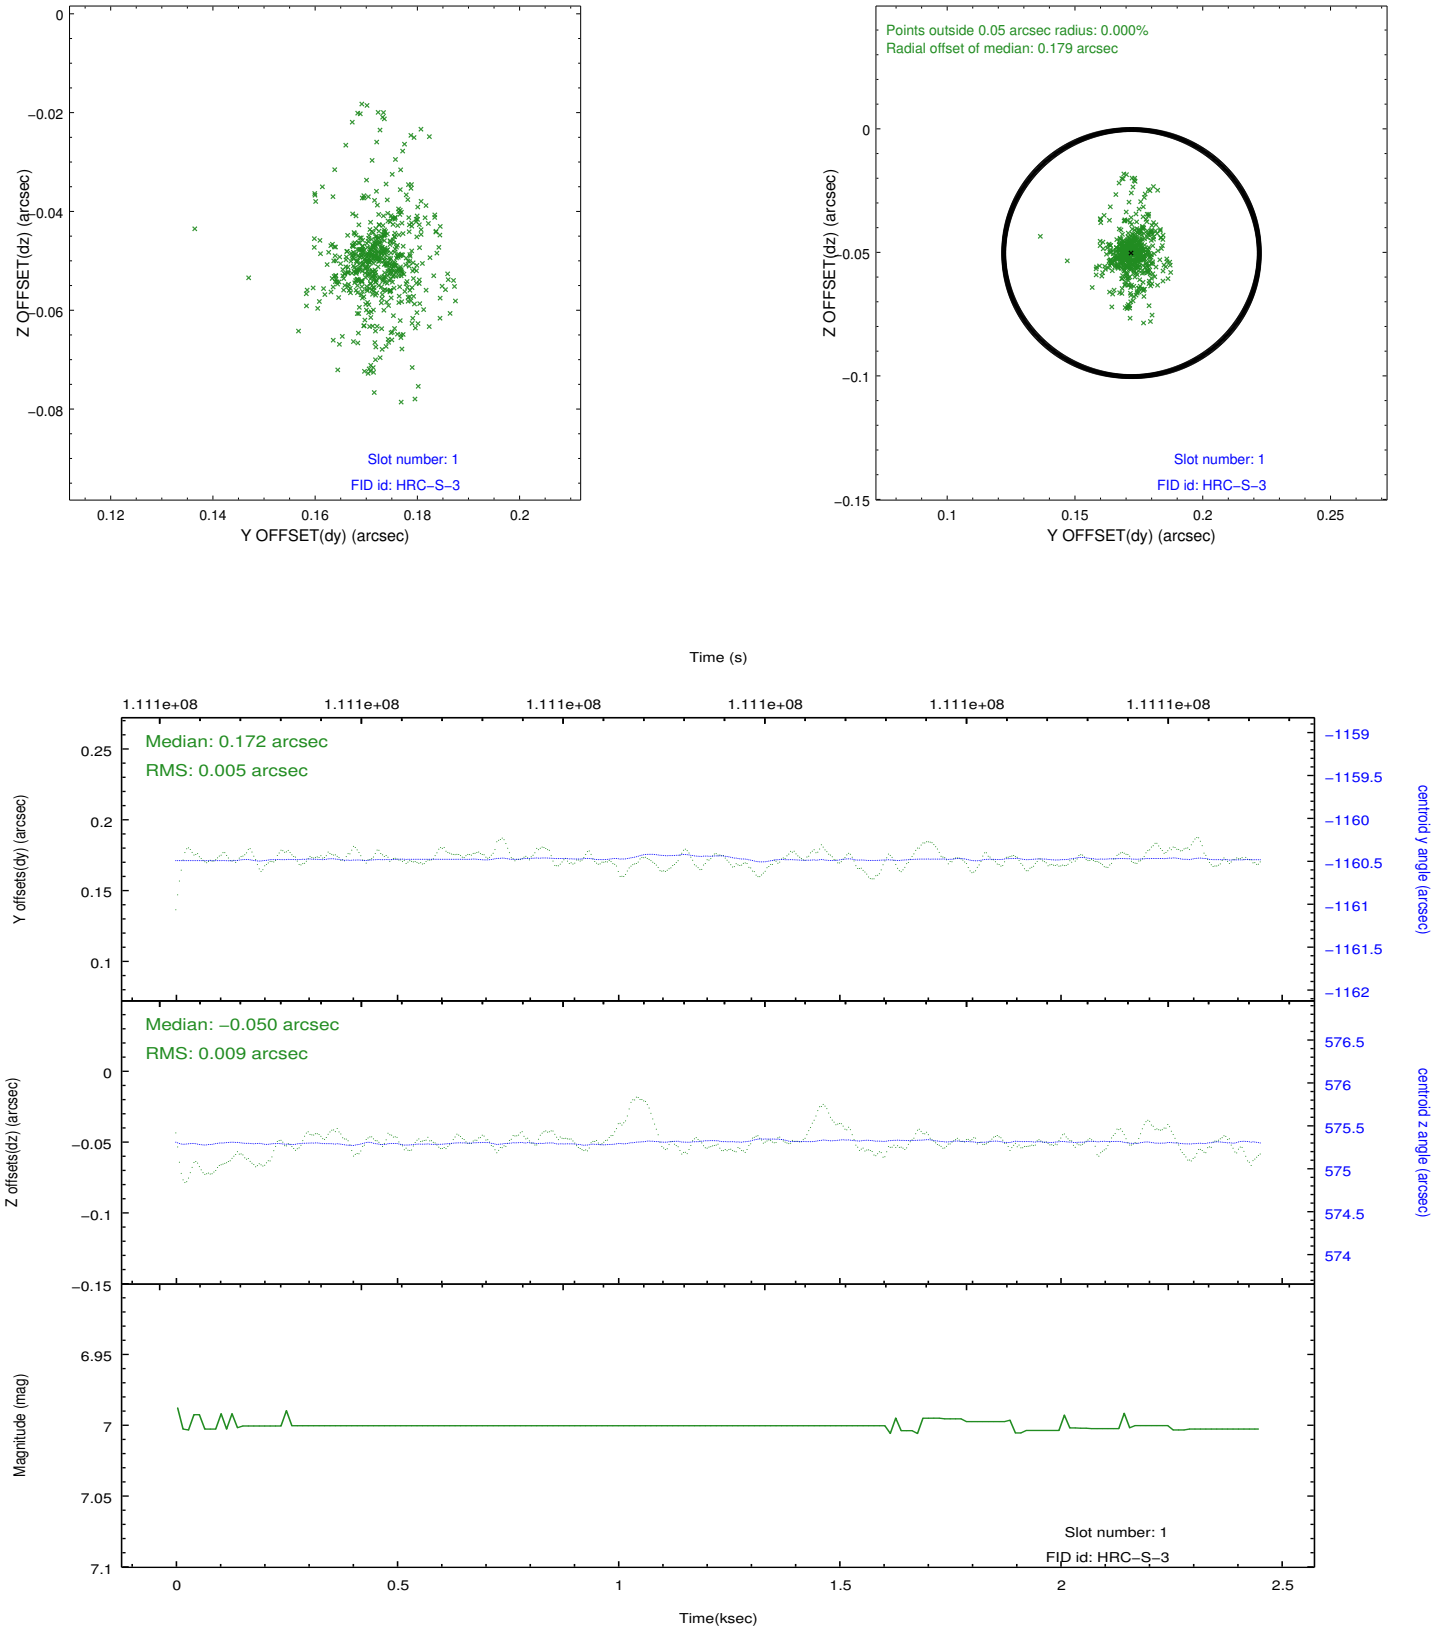 0
−0.02
−0.04
−0.06
−0.08
Z OFFSET(dz) (arcsec)
Slot number: 1
FID id: HRC−S−3
0.12 0.14 0.16 0.18 0.2
Y OFFSET(dy) (arcsec)
Points outside 0.05 arcsec radius: 0.000%
Radial offset of median: 0.179 arcsec
0
−0.05
−0.1
−0.15
Z OFFSET(dz) (arcsec)
Slot number: 1
FID id: HRC−S−3
0.1 0.15 0.2 0.25
Y OFFSET(dy) (arcsec)
Time (s)
1.111e+08 1.111e+08 1.111e+08 1.111e+08 1.111e+08 1.1111e+08
Median: 0.172 arcsec
RMS: 0.005 arcsec
0.25
0.2
0.15
0.1
Y offsets(dy) (arcsec)
−1159
−1159.5
−1160
−1160.5
−1161
−1161.5
−1162
centroid y angle (arcsec)
Median: −0.050 arcsec
RMS: 0.009 arcsec
0
−0.05
−0.1
−0.15
Z offsets(dz) (arcsec)
576.5
576
575.5
575
574.5
574
centroid z angle (arcsec)
6.95
7
7.05
7.1
Magnitude (mag)
Slot number: 1
FID id: HRC−S−3
0 0.5 1 1.5 2 2.5
Time(ksec)